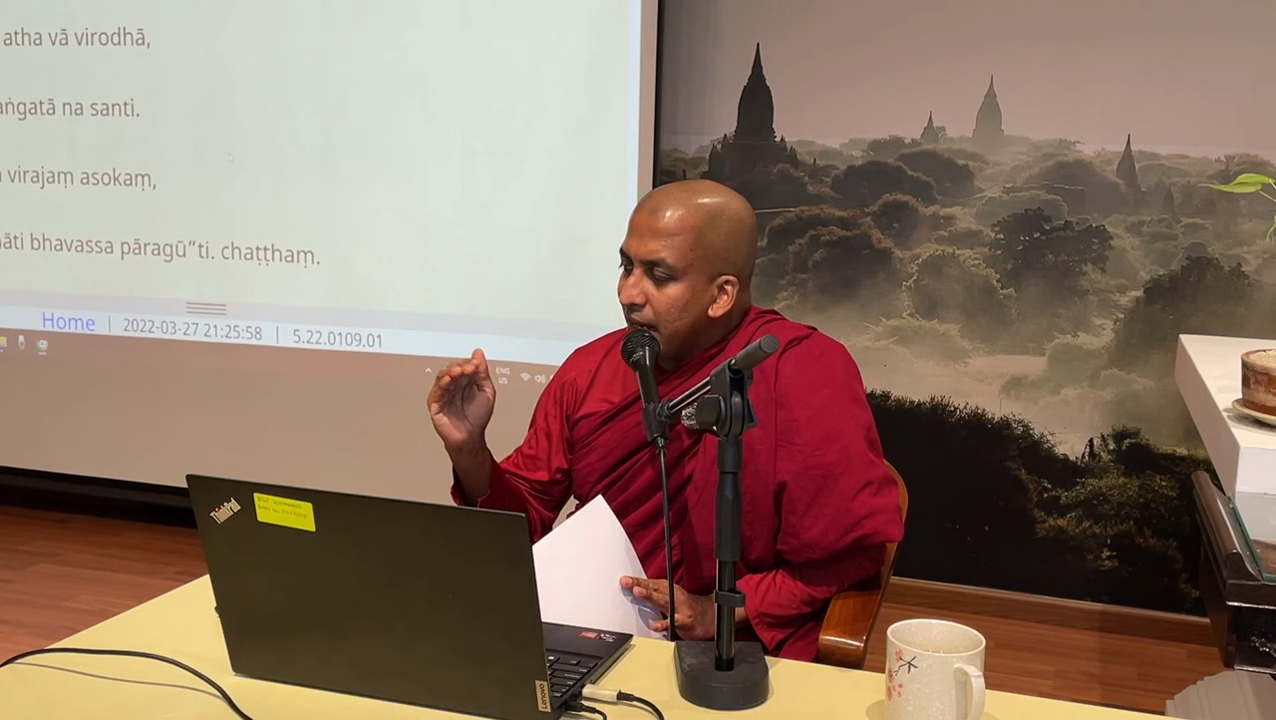 atha vā virodhā,
aṅgatā na santi.
virajaṃ asokaṃ,
āti bhavassa pāragū”ti. chaṭṭhaṃ.
Home | 2022-03-27 21:25:58 | 5.22.0109.01
ENG
US
ThinkPad
Lenovo